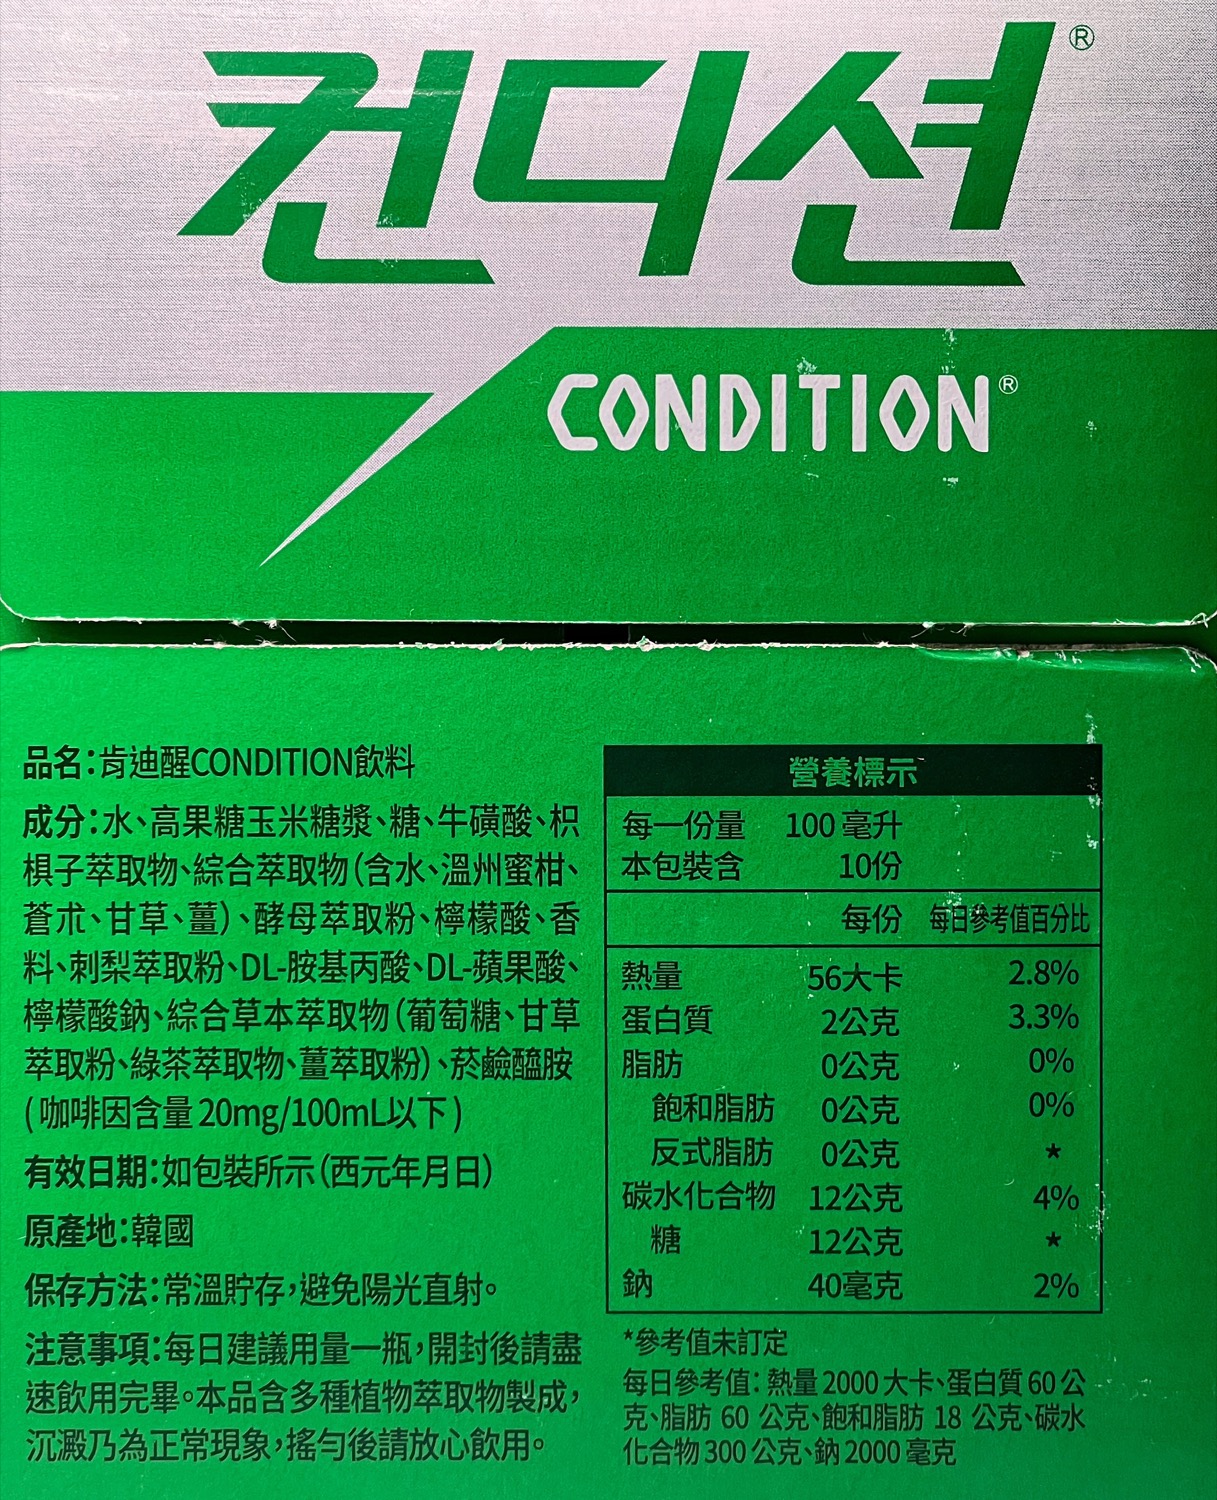 컨디션®
CONDITION®
品名：肯迪醒CONDITION飲料
成分：水、高果糖玉米糖漿、糖、牛磺酸、枳
椇子萃取物、綜合萃取物(含水、溫州蜜柑、
蒼朮、甘草、薑)、酵母萃取粉、檸檬酸、香
料、刺梨萃取粉、DL-胺基丙酸、DL-蘋果酸、
檸檬酸鈉、綜合草本萃取物(葡萄糖、甘草
萃取粉、綠茶萃取物、薑萃取粉)、菸鹼醯胺
(咖啡因含量20mg/100mL以下)
有效日期：如包裝所示(西元年月日)
原產地：韓國
保存方法：常溫貯存，避免陽光直射。
注意事項：每日建議用量一瓶，開封後請盡
速飲用完畢。本品含多種植物萃取物製成，
沉澱乃為正常現象，搖勻後請放心飲用。
營養標示
每一份量 100毫升
本包裝含 10份
每份 每日參考值百分比
熱量 56大卡 2.8%
蛋白質 2公克 3.3%
脂肪 0公克 0%
飽和脂肪 0公克 0%
反式脂肪 0公克 *
碳水化合物 12公克 4%
糖 12公克 *
鈉 40毫克 2%
*參考值未訂定
每日參考值：熱量2000大卡、蛋白質60公
克、脂肪 60 公克、飽和脂肪 18 公克、碳水
化合物300公克、鈉2000毫克